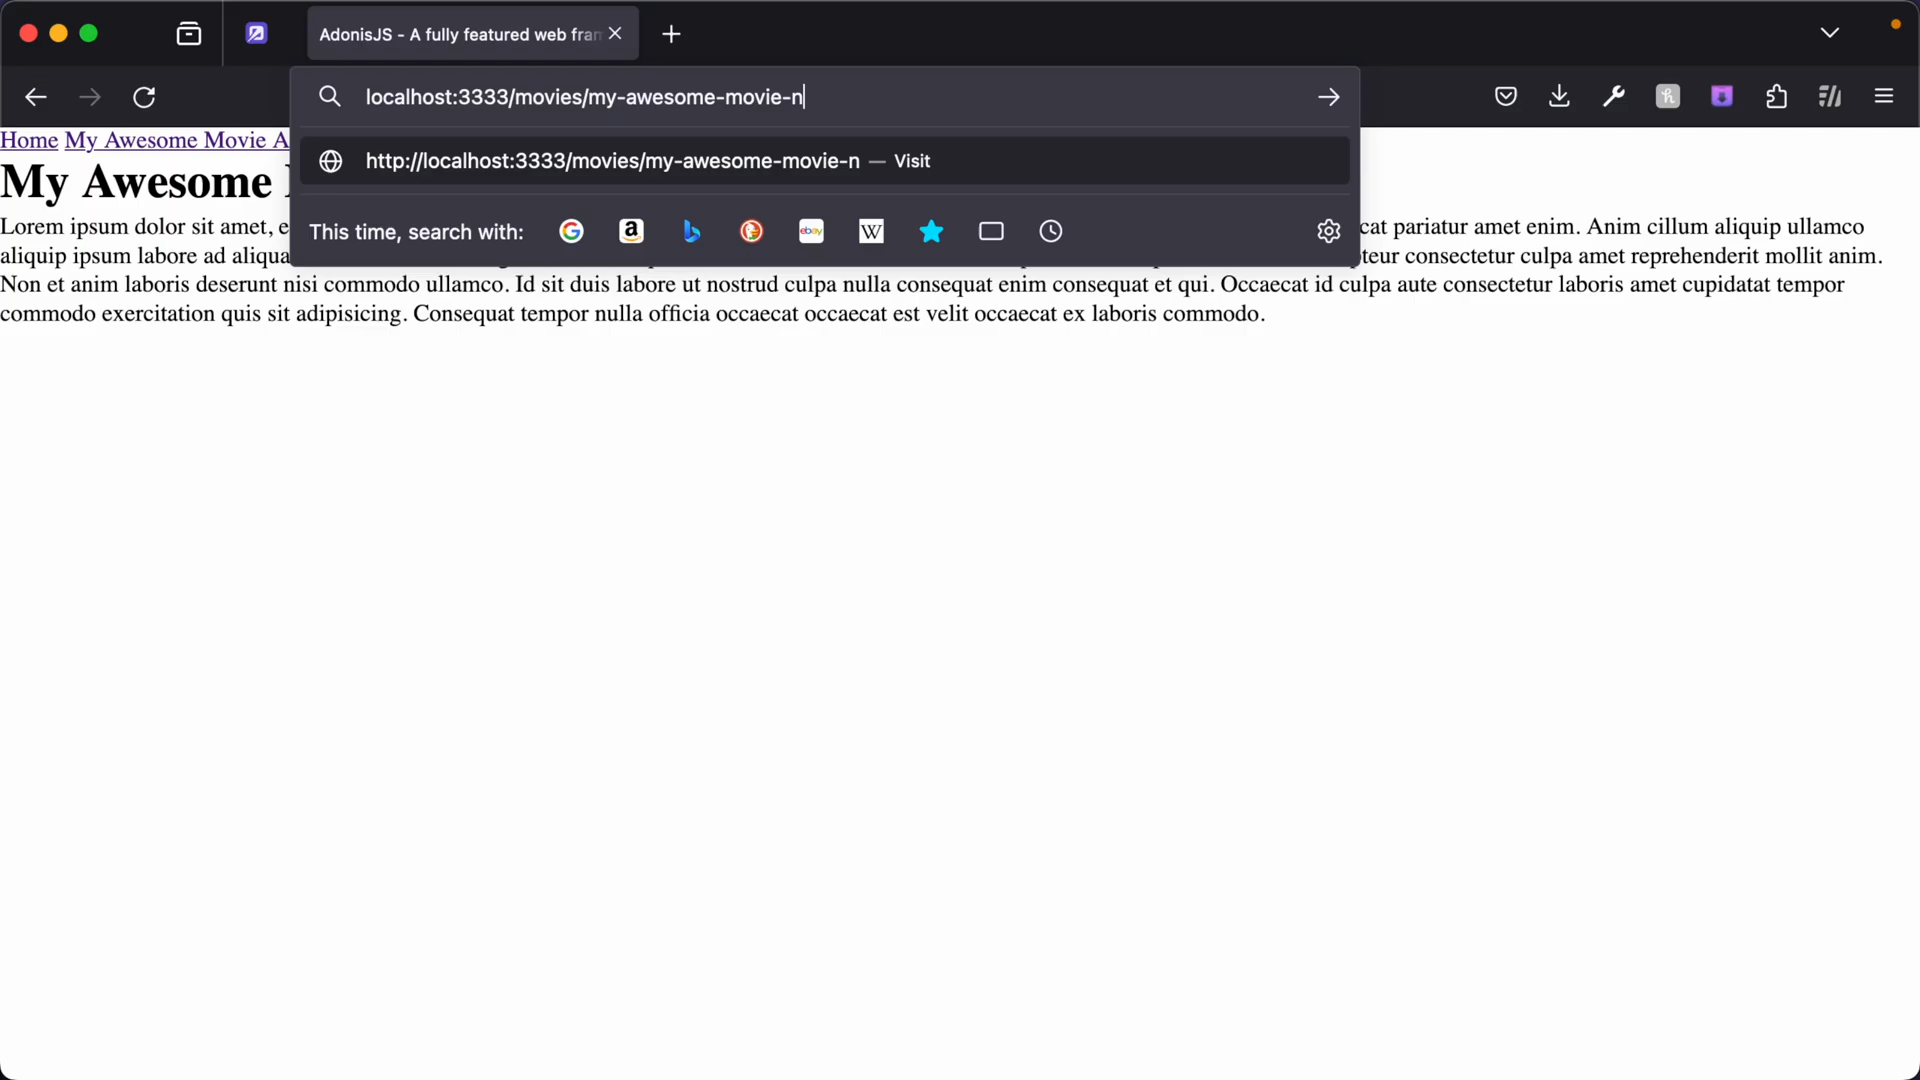 AdonisJS - A fully featured web fran
localhost:3333/movies/my-awesome-movie-n
http://localhost:3333/movies/my-awesome-movie-n — Visit
This time, search with:
Home My Awesome Movie A
My Awesome
Lorem ipsum dolor sit amet, e cat pariatur amet enim. Anim cillum aliquip ullamco
aliquip ipsum labore ad aliqua pteur consectetur culpa amet reprehenderit mollit anim.
Non et anim laboris deserunt nisi commodo ullamco. Id sit duis labore ut nostrud culpa nulla consequat enim consequat et qui. Occaecat id culpa aute consectetur laboris amet cupidatat tempor
commodo exercitation quis sit adipisicing. Consequat tempor nulla officia occaecat occaecat est velit occaecat ex laboris commodo.